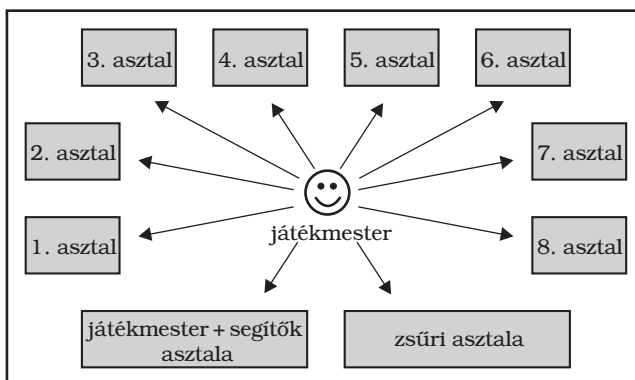 3. asztal
4. asztal
5. asztal
6. asztal
2. asztal
7. asztal
1. asztal
játékmester
8. asztal
játékmester + segítők
asztala
zsűri asztala